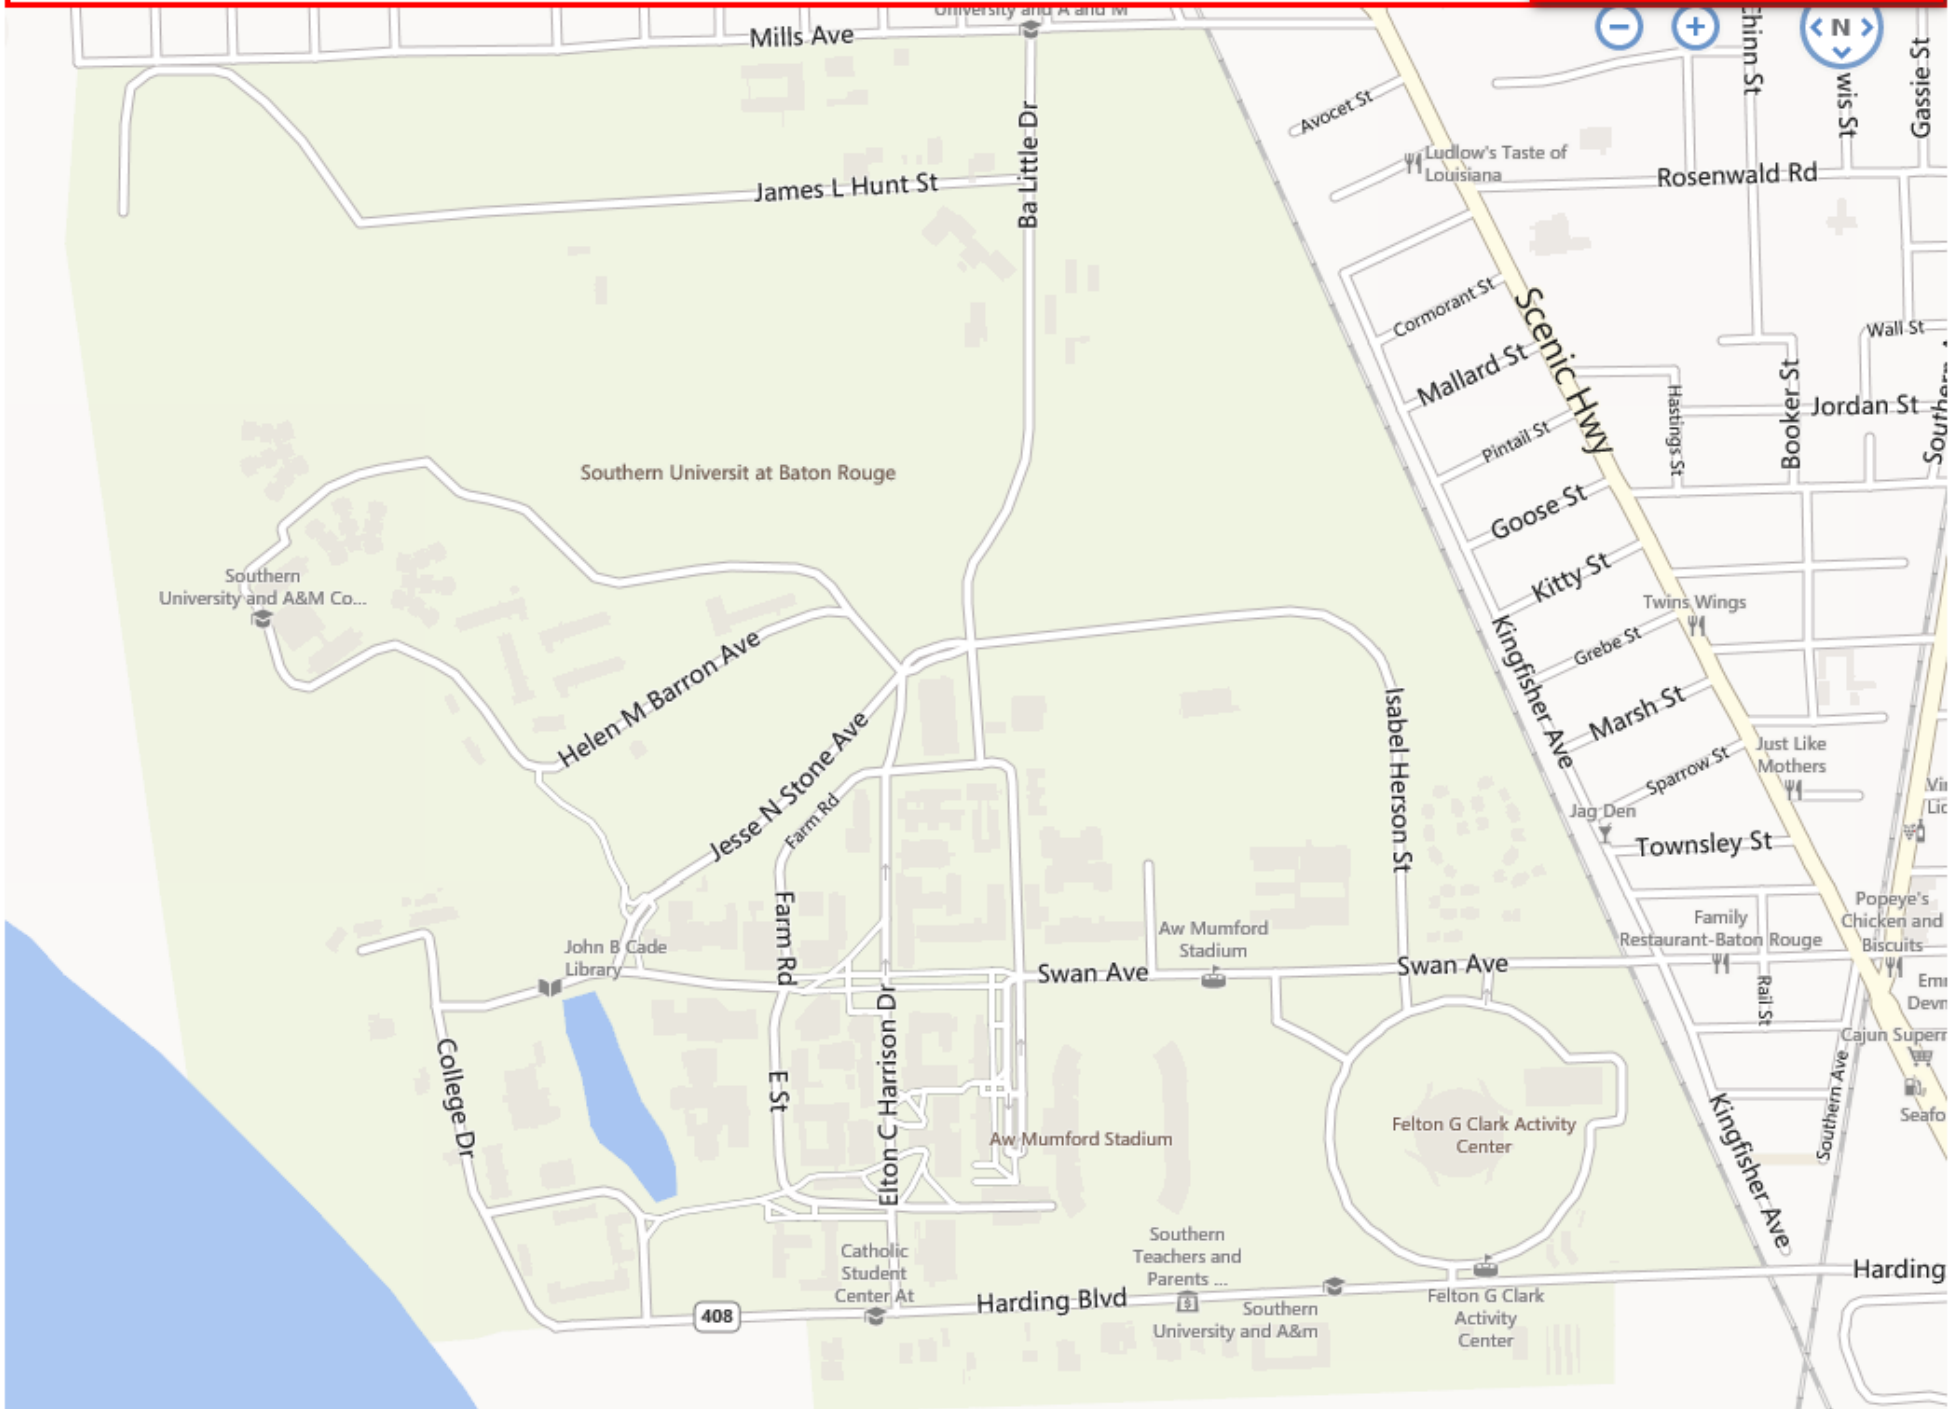 University and A and M
Mills Ave
Chinn St
N
wis St
Gassie St
Avocet St
Ba Little Dr
Ludlow's Taste of
Louisiana
Rosenwald Rd
James L Hunt St
Cormorant St
Scenic Hwy
Wall St
Mallard St
Hastings St
Booker St
Jordan St
Southern
Pintail St
Southern Universit at Baton Rouge
Goose St
Kitty St
Southern
University and A&M Co...
Twins Wings
Grebe St
Kingfisher Ave
Helen M Barron Ave
Marsh St
Isabel Herson St
Jesse N Stone Ave
Just Like
Mothers
Sparrow St
Farm Rd
Jag Den
Townsley St
Farm Rd
Popeye's
Chicken and
Biscuits
Family
Restaurant-Baton Rouge
Aw Mumford
Stadium
John B Cade
Library
Swan Ave
Swan Ave
Rail St
Elton C Harrison Dr
College Dr
E St
Cajun Superm
Southern Ave
Seafo
Kingfisher Ave
Aw Mumford Stadium
Felton G Clark Activity
Center
Catholic
Student
Center At
Southern
Teachers and
Parents ...
Harding
Harding Blvd
408
Southern
University and A&m
Felton G Clark
Activity
Center